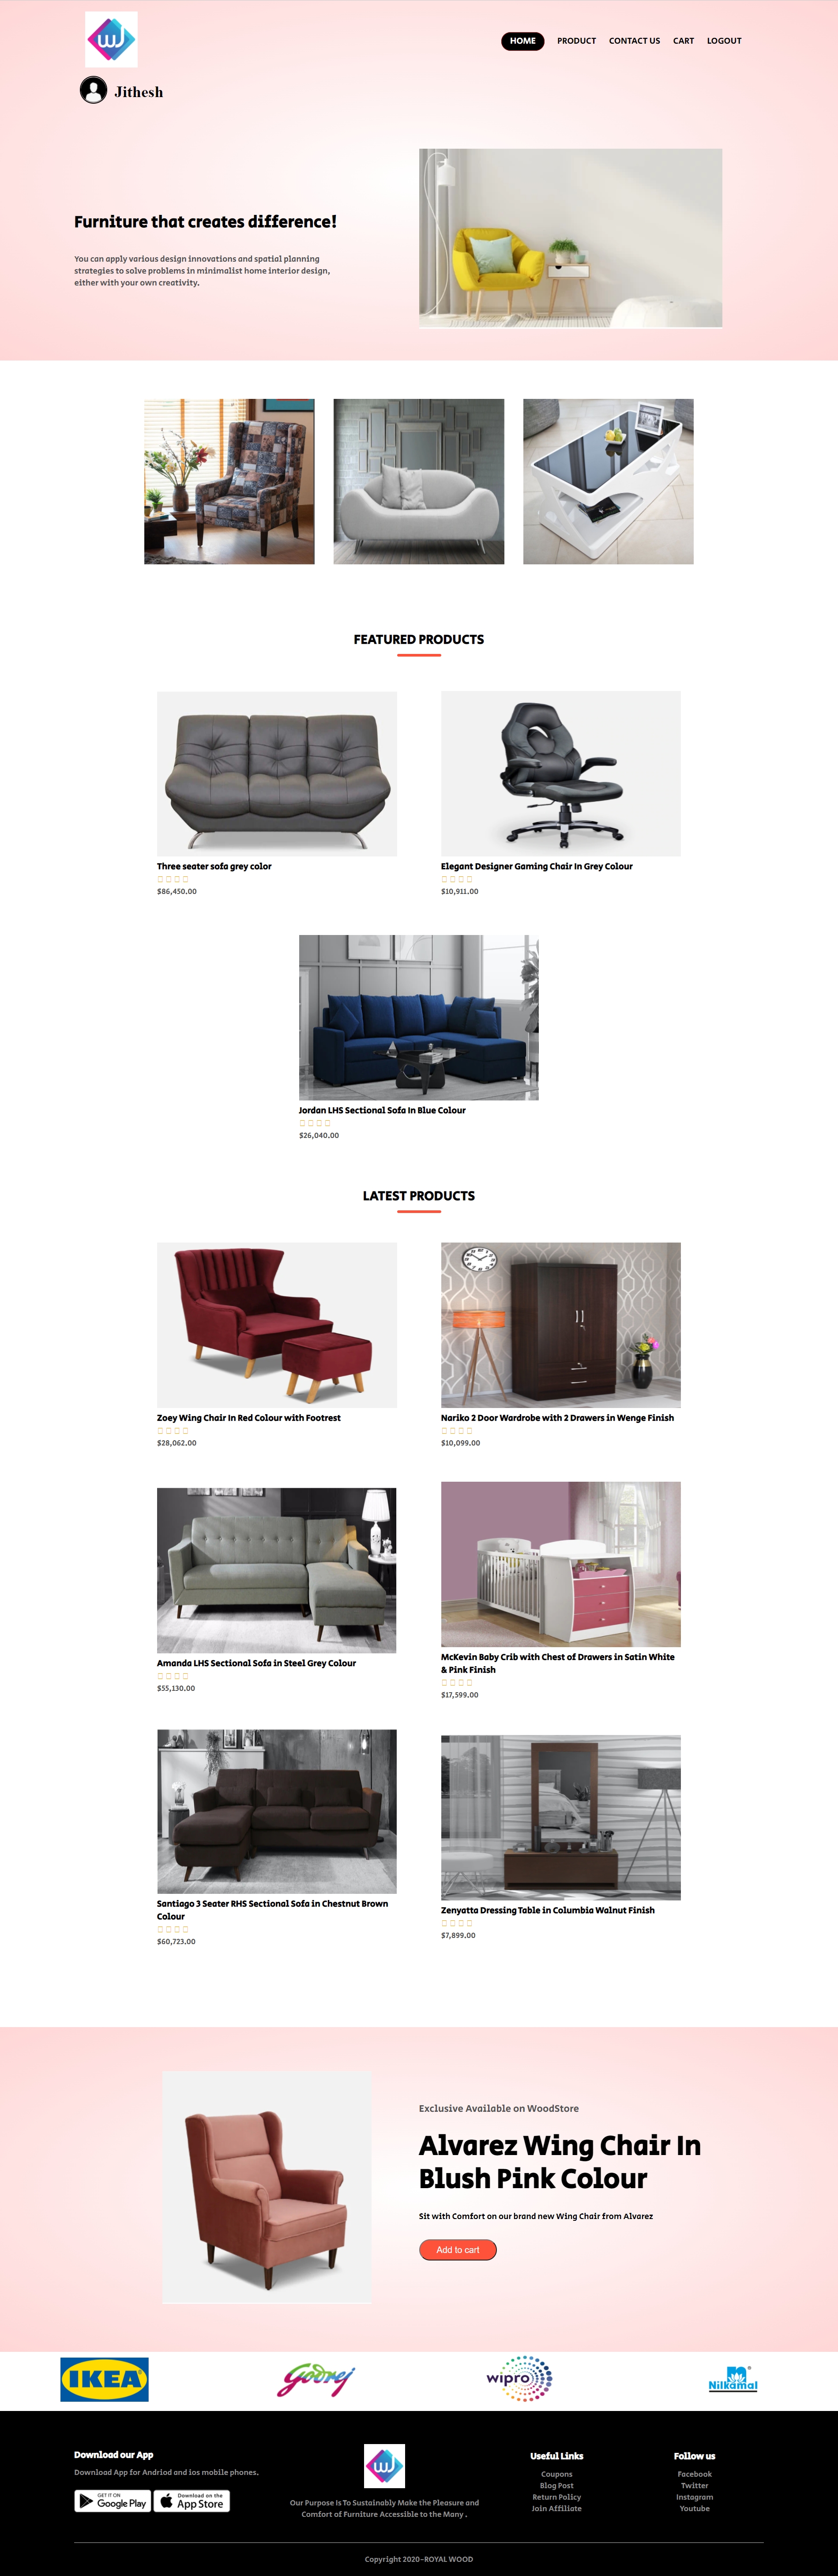 HOME PRODUCT CONTACT US CART LOGOUT
Jithesh
Furniture that creates difference!
You can apply various design innovations and spatial planning
strategies to solve problems in minimalist home interior design,
either with your own creativity.
FEATURED PRODUCTS
Three seater sofa grey color
$86,450.00
Elegant Designer Gaming Chair In Grey Colour
$10,911.00
Jordan LHS Sectional Sofa In Blue Colour
$26,040.00
LATEST PRODUCTS
Zoey Wing Chair In Red Colour with Footrest
$28,062.00
Nariko 2 Door Wardrobe with 2 Drawers in Wenge Finish
$10,099.00
Amanda LHS Sectional Sofa in Steel Grey Colour
$55,130.00
McKevin Baby Crib with Chest of Drawers in Satin White
& Pink Finish
$17,599.00
Santiago 3 Seater RHS Sectional Sofa in Chestnut Brown
Colour
$60,723.00
Zenyatta Dressing Table in Columbia Walnut Finish
$7,899.00
Exclusive Available on WoodStore
Alvarez Wing Chair In
Blush Pink Colour
Sit with Comfort on our brand new Wing Chair from Alvarez
Add to cart
IKEA
Godrej
wipro
Nilkamal
Download our App
Download App for Andriod and ios mobile phones.
GET IT ON
Google Play
Download on the
App Store
Our Purpose Is To Sustainably Make the Pleasure and
Comfort of Furniture Accessible to the Many .
Useful Links
Coupons
Blog Post
Return Policy
Join Affiliate
Follow us
Facebook
Twitter
Instagram
Youtube
Copyright 2020-ROYAL WOOD